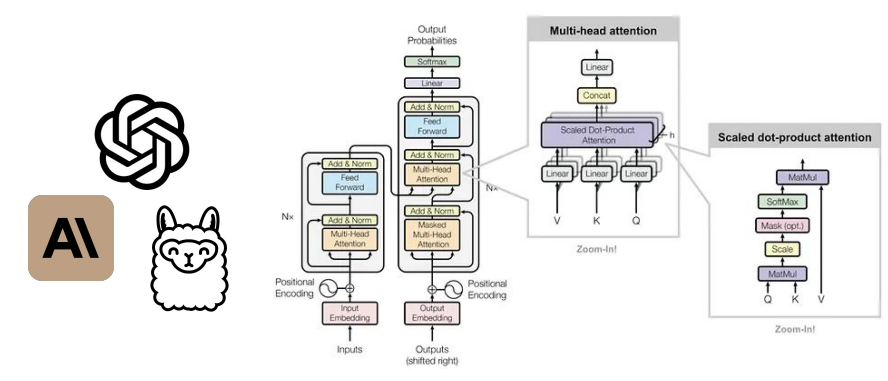 A\
Output
Probabilities
Softmax
Linear
Add & Norm
Feed
Forward
Add & Norm
Multi-Head
Attention
Add & Norm
Masked
Multi-Head
Attention
N×
Add & Norm
Feed
Forward
Add & Norm
Multi-Head
Attention
N×
Positional
Encoding
Positional
Encoding
Input
Embedding
Output
Embedding
Inputs
Outputs
(shifted right)
Multi-head attention
Linear
Concat
Scaled Dot-Product
Attention
h
Linear
Linear
Linear
V
K
Q
Zoom-In!
Scaled dot-product attention
MatMul
SoftMax
Mask (opt.)
Scale
MatMul
Q
K
V
Zoom-In!